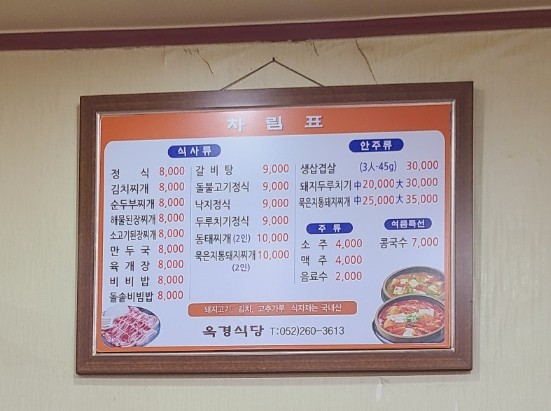 차 림 표
식 사 류
정 식 8,000
김치찌개 8,000
순두부찌개 8,000
해물된장찌개 8,000
소고기된장찌개 8,000
만 두 국 8,000
육 개 장 8,000
비 빔 밥 8,000
돌솥비빔밥 8,000
갈 비 탕 9,000
돌불고기정식 9,000
낙지정식 9,000
두루치기정식 9,000
동태찌개 (2인) 10,000
묵은지통돼지찌개 10,000
(2인)
안 주 류
생삼겹살 (3人-45g) 30,000
돼지두루치기 中 20,000 大 30,000
묵은지통돼지찌개 中 25,000 大 35,000
주 류
소 주 4,000
맥 주 4,000
음료수 2,000
여름특선
콩국수 7,000
돼지고기, 김치, 고추가루, 식자재는 국내산
옥경식당 T:052)260-3613